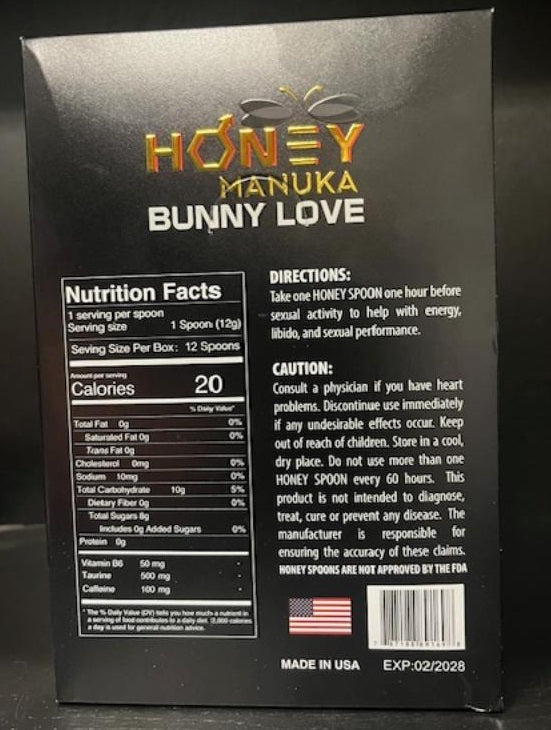 HONEY
MANUKA
BUNNY LOVE
Nutrition Facts
1 serving per spoon
Serving size 1 Spoon (12g)
Seving Size Per Box: 12 Spoons
Amount per serving
Calories 20
% Daily Value*
Total Fat 0g 0%
Saturated Fat 0g 0%
Trans Fat 0g
Cholesterol 0mg 0%
Sodium 10mg 0%
Total Carbohydrate 10g 5%
Dietary Fiber 0g 0%
Total Sugars 8g
Includes 0g Added Sugars 0%
Protein 0g
Vitamin B6 50 mg
Taurine 500 mg
Caffeine 100 mg
* The % Daily Value (DV) tells you how much a nutrient in
a serving of food contributes to a daily diet. 2,000 calories
a day is used for general nutrition advice.
DIRECTIONS:
Take one HONEY SPOON one hour before
sexual activity to help with energy,
libido, and sexual performance.
CAUTION:
Consult a physician if you have heart
problems. Discontinue use immediately
if any undesirable effects occur. Keep
out of reach of children. Store in a cool,
dry place. Do not use more than one
HONEY SPOON every 60 hours. This
product is not intended to diagnose,
treat, cure or prevent any disease. The
manufacturer is responsible for
ensuring the accuracy of these claims.
HONEY SPOONS ARE NOT APPROVED BY THE FDA
MADE IN USA EXP:02/2028